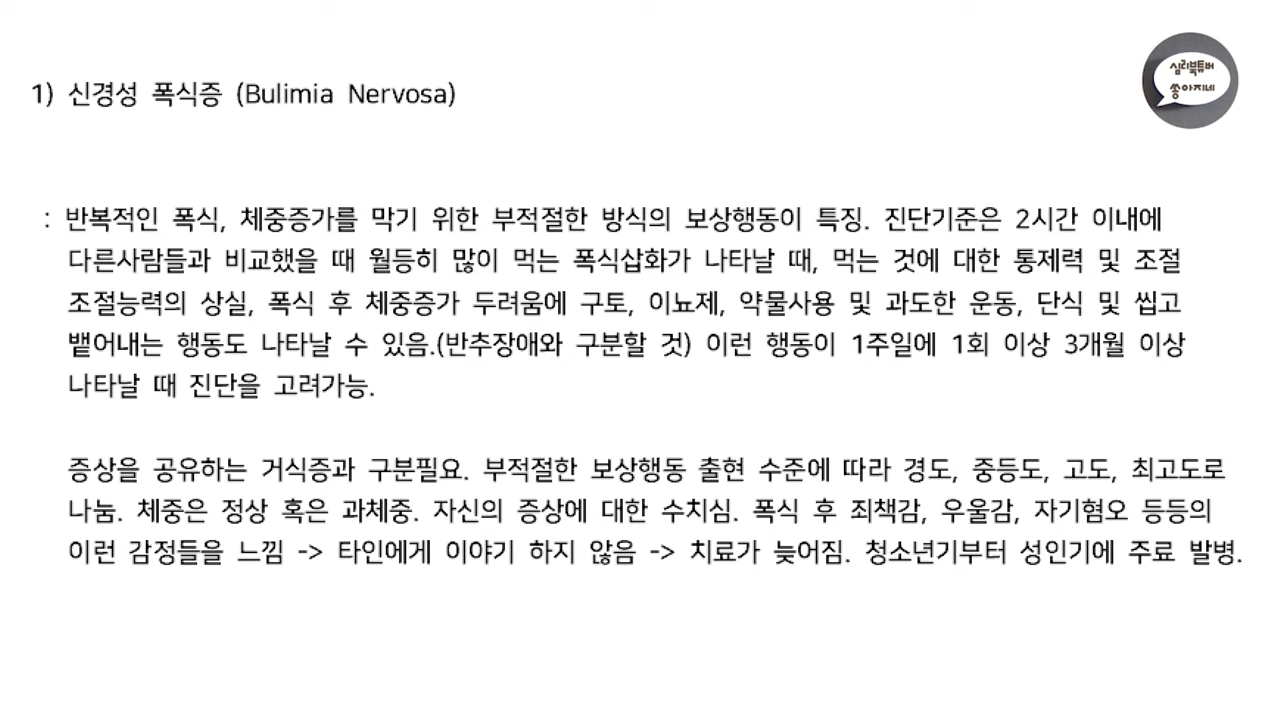 1) 신경성 폭식증 (Bulimia Nervosa)
심리북튜버
쏭아지네
: 반복적인 폭식, 체중증가를 막기 위한 부적절한 방식의 보상행동이 특징. 진단기준은 2시간 이내에
다른사람들과 비교했을 때 월등히 많이 먹는 폭식삽화가 나타날 때, 먹는 것에 대한 통제력 및 조절
조절능력의 상실, 폭식 후 체중증가 두려움에 구토, 이뇨제, 약물사용 및 과도한 운동, 단식 및 씹고
뱉어내는 행동도 나타날 수 있음.(반추장애와 구분할 것) 이런 행동이 1주일에 1회 이상 3개월 이상
나타날 때 진단을 고려가능.
증상을 공유하는 거식증과 구분필요. 부적절한 보상행동 출현 수준에 따라 경도, 중등도, 고도, 최고도로
나눔. 체중은 정상 혹은 과체중. 자신의 증상에 대한 수치심. 폭식 후 죄책감, 우울감, 자기혐오 등등의
이런 감정들을 느낌 -> 타인에게 이야기 하지 않음 -> 치료가 늦어짐. 청소년기부터 성인기에 주료 발병.